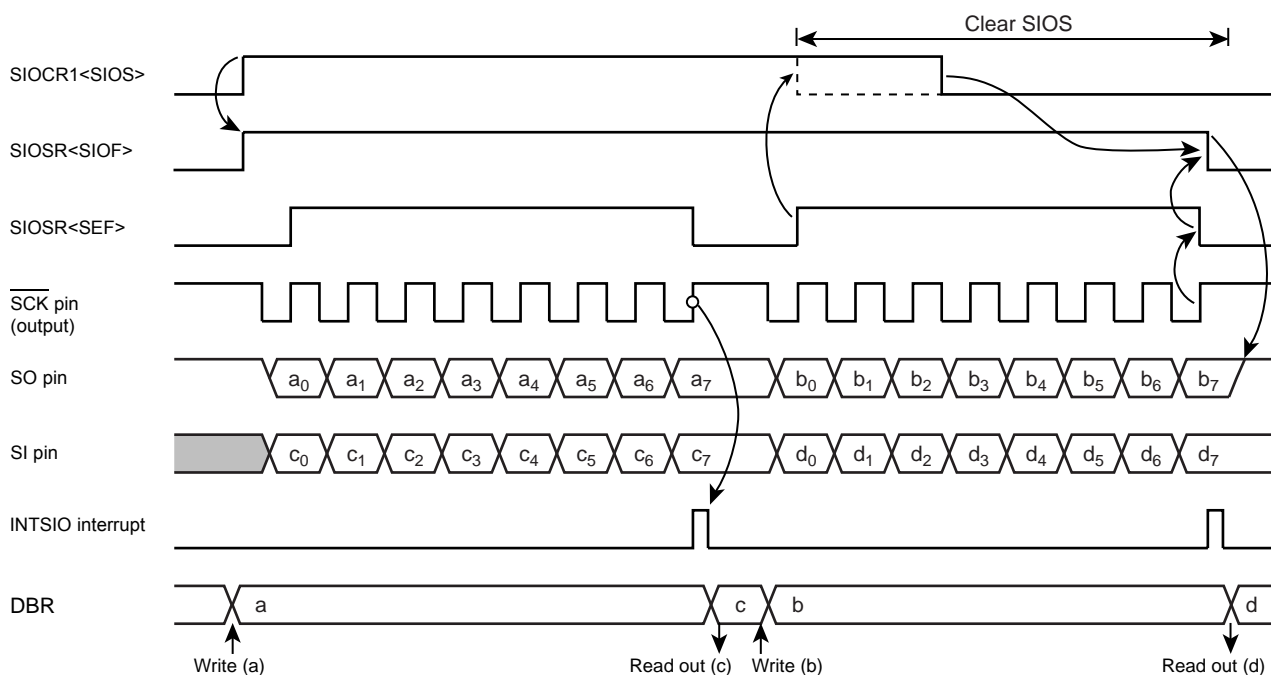 Clear SIOS
SIOCR1<SIOS>
SIOSR<SIOF>
SIOSR<SEF>
SCK pin
(output)
SO pin
a0 a1 a2 a3 a4 a5 a6 a7 b0 b1 b2 b3 b4 b5 b6 b7
SI pin
c0 c1 c2 c3 c4 c5 c6 c7 d0 d1 d2 d3 d4 d5 d6 d7
INTSIO interrupt
DBR
a c b d
Write (a) Read out (c) Write (b) Read out (d)